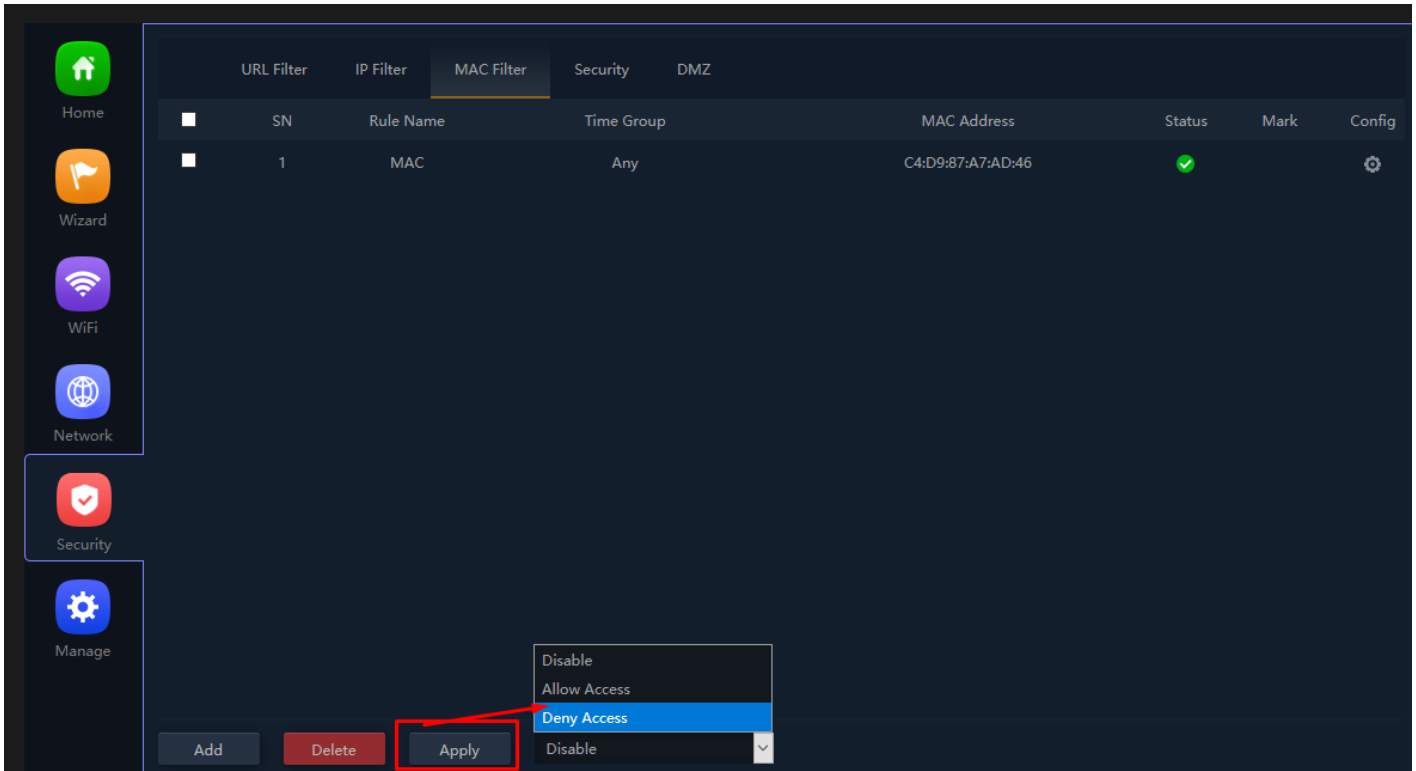 URL Filter IP Filter MAC Filter Security DMZ
Home
SN Rule Name Time Group MAC Address Status Mark Config
1 MAC Any C4:D9:87:A7:AD:46
Wizard
WiFi
Network
Security
Manage
Disable
Allow Access
Deny Access
Add Delete Apply Disable